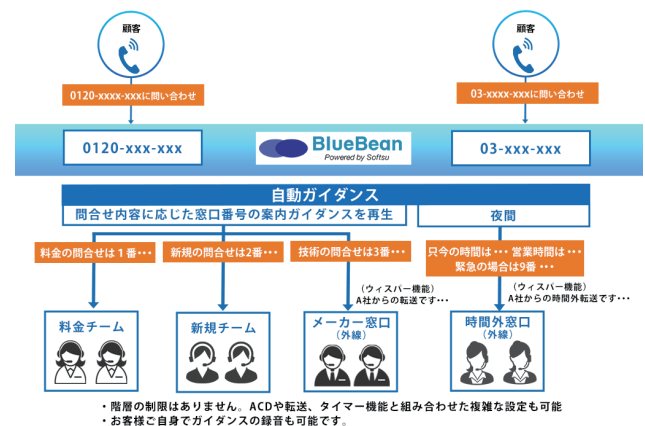 顧客
顧客
0120-xxxx-xxxに問い合わせ
03-xxxx-xxxに問い合わせ
0120-xxx-xxx
BlueBean
Powered by Softsu
03-xxx-xxx
自動ガイダンス
問合せ内容に応じた窓口番号の案内ガイダンスを再生
夜間
料金の問合せは１番･･･
新規の問合せは2番･･･
技術の問合せは3番･･･
只今の時間は･･･ 営業時間は･･･
緊急の場合は9番 ･･･
（ウィスパー機能）
A社からの転送です･･･
（ウィスパー機能）
A社からの時間外転送です･･･
料金チーム
新規チーム
メーカー窓口
（外線）
時間外窓口
（外線）
・階層の制限はありません。ACDや転送、タイマー機能と組み合わせた複雑な設定も可能
・お客様ご自身でガイダンスの録音も可能です。